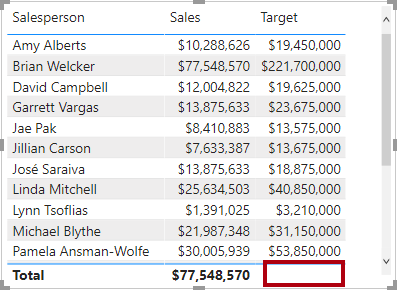 Salesperson Sales Target
Amy Alberts $10,288,626 $19,450,000
Brian Welcker $77,548,570 $221,700,000
David Campbell $12,004,822 $19,625,000
Garrett Vargas $13,875,633 $23,675,000
Jae Pak $8,410,883 $13,575,000
Jillian Carson $7,633,387 $13,675,000
José Saraiva $13,875,633 $18,875,000
Linda Mitchell $25,634,503 $40,850,000
Lynn Tsoflias $1,391,025 $3,210,000
Michael Blythe $21,987,348 $31,150,000
Pamela Ansman-Wolfe $30,005,939 $53,850,000
Total $77,548,570